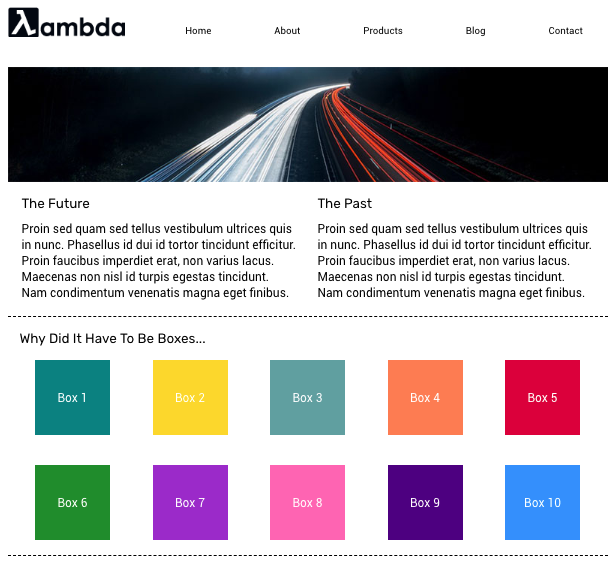 λambda
Home About Products Blog Contact
The Future
Proin sed quam sed tellus vestibulum ultrices quis
in nunc. Phasellus id dui id tortor tincidunt efficitur.
Proin faucibus imperdiet erat, non varius lacus.
Maecenas non nisl id turpis egestas tincidunt.
Nam condimentum venenatis magna eget finibus.
The Past
Proin sed quam sed tellus vestibulum ultrices quis
in nunc. Phasellus id dui id tortor tincidunt efficitur.
Proin faucibus imperdiet erat, non varius lacus.
Maecenas non nisl id turpis egestas tincidunt.
Nam condimentum venenatis magna eget finibus.
Why Did It Have To Be Boxes...
Box 1 Box 2 Box 3 Box 4 Box 5
Box 6 Box 7 Box 8 Box 9 Box 10